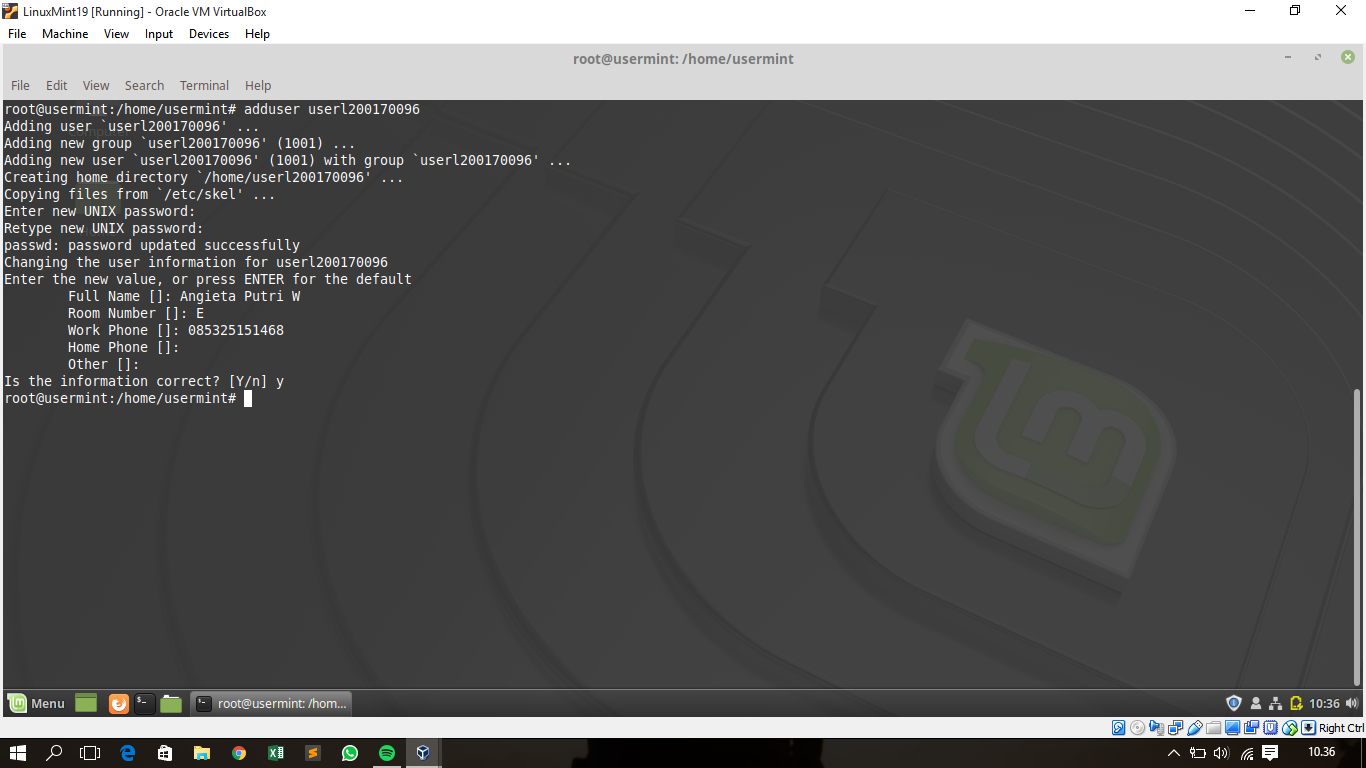 LinuxMint19 [Running] - Oracle VM VirtualBox
File Machine View Input Devices Help
root@usermint: /home/usermint
File Edit View Search Terminal Help
root@usermint:/home/usermint# adduser userl200170096
Adding user `userl200170096' ...
Adding new group `userl200170096' (1001) ...
Adding new user `userl200170096' (1001) with group `userl200170096' ...
Creating home directory `/home/userl200170096' ...
Copying files from `/etc/skel' ...
Enter new UNIX password:
Retype new UNIX password:
passwd: password updated successfully
Changing the user information for userl200170096
Enter the new value, or press ENTER for the default
Full Name []: Angieta Putri W
Room Number []: E
Work Phone []: 085325151468
Home Phone []:
Other []:
Is the information correct? [Y/n] y
root@usermint:/home/usermint#
Menu root@usermint: /hom... 10:36
Right Ctrl
10.36